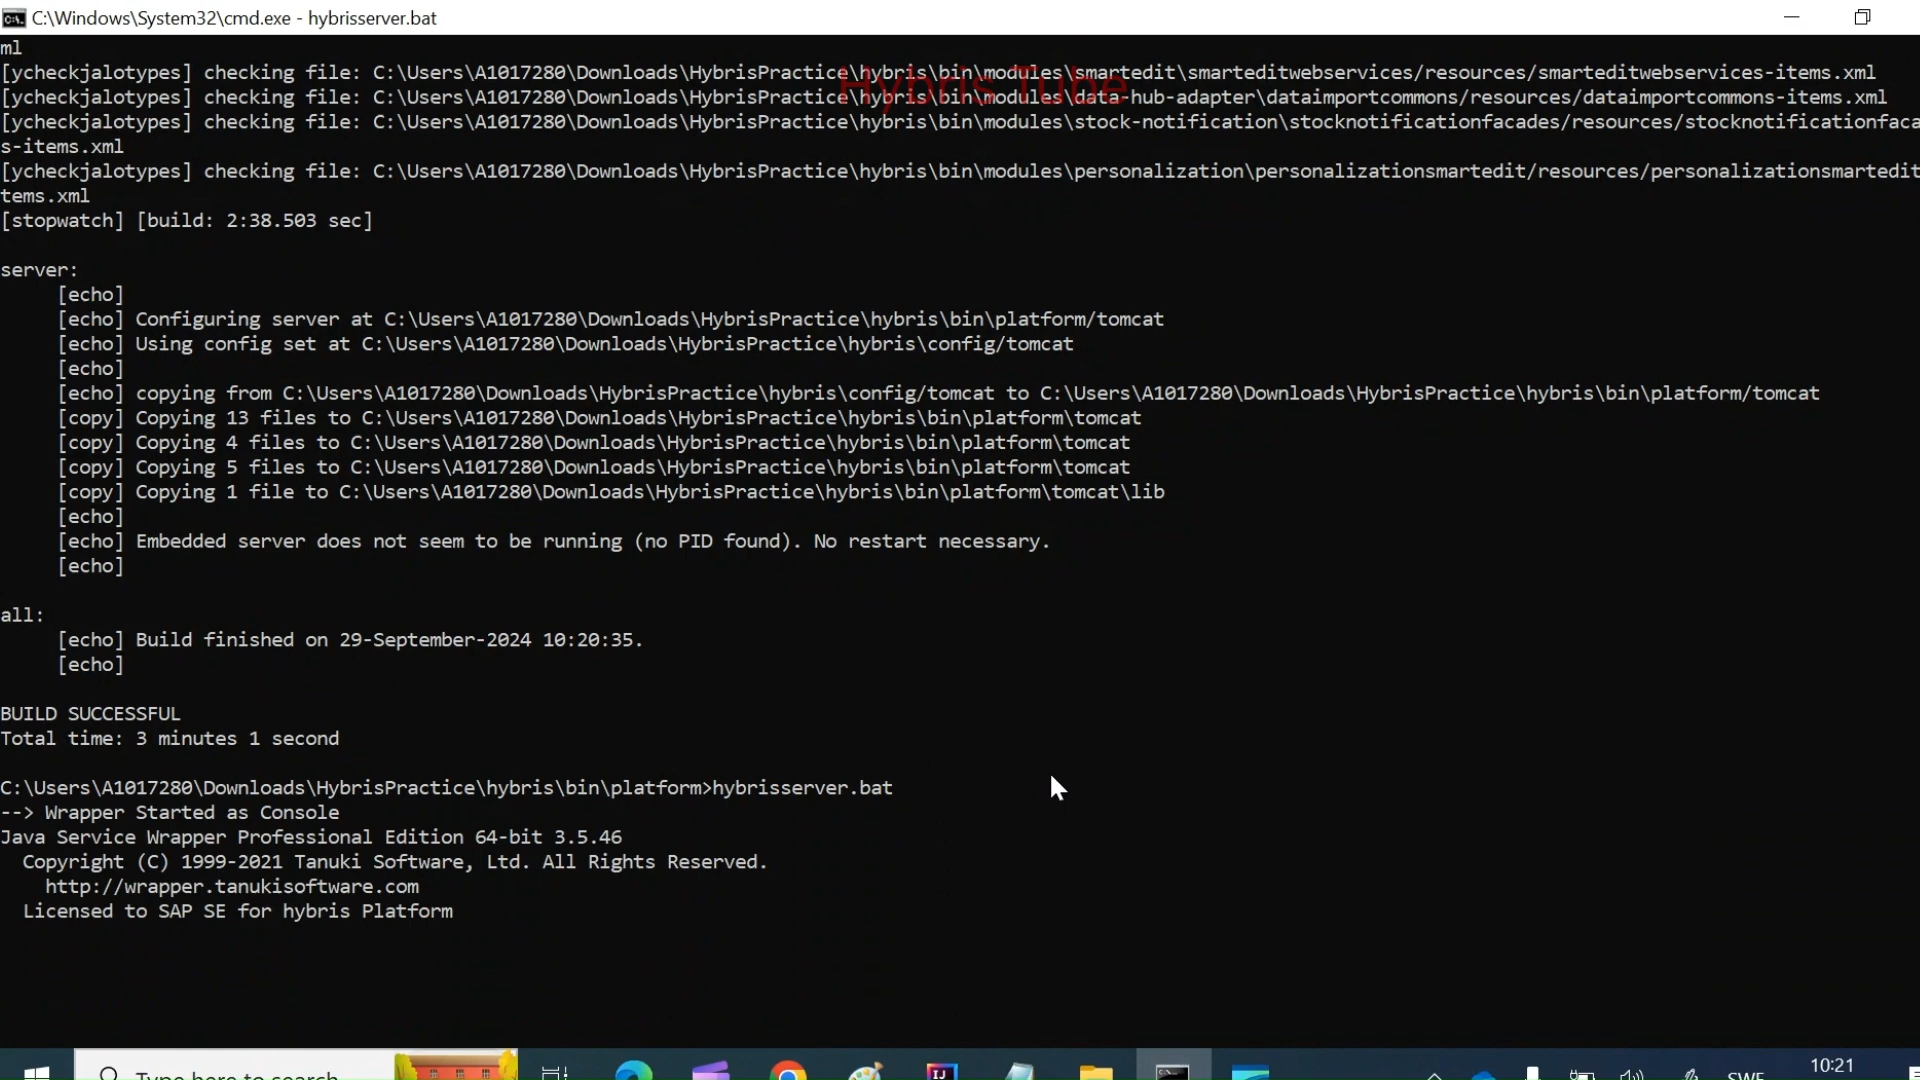 C:\Windows\System32\cmd.exe - hybrisserver.bat
ml
[ycheckjalotypes] checking file: C:\Users\A1017280\Downloads\HybrisPractice\hybris\bin\modules\smartedit\smarteditwebservices/resources/smarteditwebservices-items.xml
Hybris Tube
[ycheckjalotypes] checking file: C:\Users\A1017280\Downloads\HybrisPractice\hybris\bin\modules\data-hub-adapter\dataimportcommons/resources/dataimportcommons-items.xml
[ycheckjalotypes] checking file: C:\Users\A1017280\Downloads\HybrisPractice\hybris\bin\modules\stock-notification\stocknotificationfacades/resources/stocknotificationfaca
s-items.xml
[ycheckjalotypes] checking file: C:\Users\A1017280\Downloads\HybrisPractice\hybris\bin\modules\personalization\personalizationsmartedit/resources/personalizationsmartedit
tems.xml
[stopwatch] [build: 2:38.503 sec]
server:
[echo]
[echo] Configuring server at C:\Users\A1017280\Downloads\HybrisPractice\hybris\bin\platform/tomcat
[echo] Using config set at C:\Users\A1017280\Downloads\HybrisPractice\hybris\config/tomcat
[echo]
[echo] copying from C:\Users\A1017280\Downloads\HybrisPractice\hybris\config/tomcat to C:\Users\A1017280\Downloads\HybrisPractice\hybris\bin\platform/tomcat
[copy] Copying 13 files to C:\Users\A1017280\Downloads\HybrisPractice\hybris\bin\platform\tomcat
[copy] Copying 4 files to C:\Users\A1017280\Downloads\HybrisPractice\hybris\bin\platform\tomcat
[copy] Copying 5 files to C:\Users\A1017280\Downloads\HybrisPractice\hybris\bin\platform\tomcat
[copy] Copying 1 file to C:\Users\A1017280\Downloads\HybrisPractice\hybris\bin\platform\tomcat\lib
[echo]
[echo] Embedded server does not seem to be running (no PID found). No restart necessary.
[echo]
all:
[echo] Build finished on 29-September-2024 10:20:35.
[echo]
BUILD SUCCESSFUL
Total time: 3 minutes 1 second
C:\Users\A1017280\Downloads\HybrisPractice\hybris\bin\platform>hybrisserver.bat
--> Wrapper Started as Console
Java Service Wrapper Professional Edition 64-bit 3.5.46
Copyright (C) 1999-2021 Tanuki Software, Ltd. All Rights Reserved.
http://wrapper.tanukisoftware.com
Licensed to SAP SE for hybris Platform
Type here to search
IJ
SWE
10:21